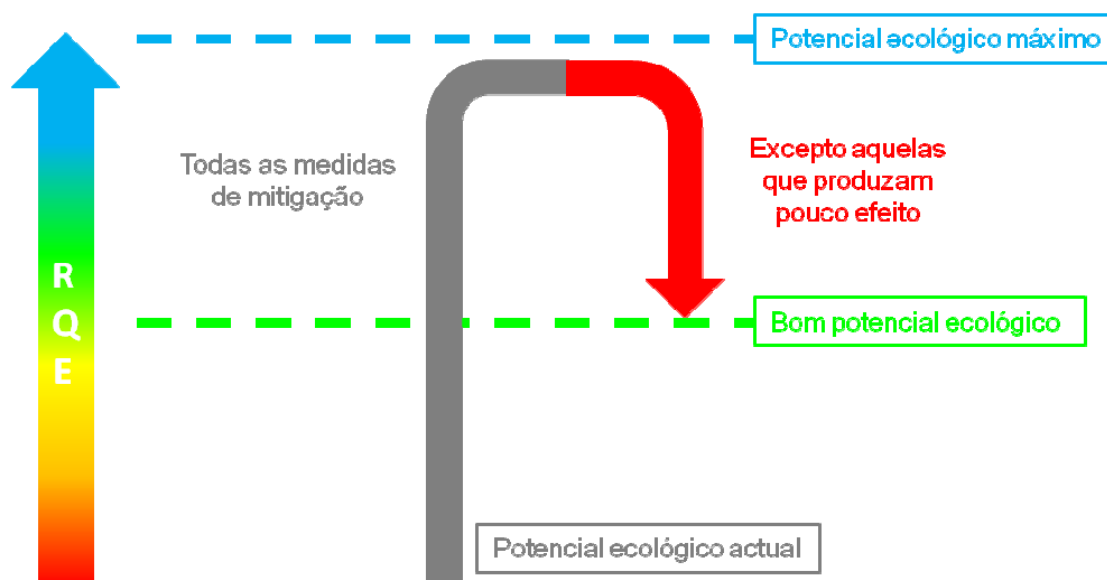 Potencial ecológico máximo
Todas as medidas
de mitigação
Excepto aquelas
que produzam
pouco efeito
R
Q
E
Bom potencial ecológico
Potencial ecológico actual